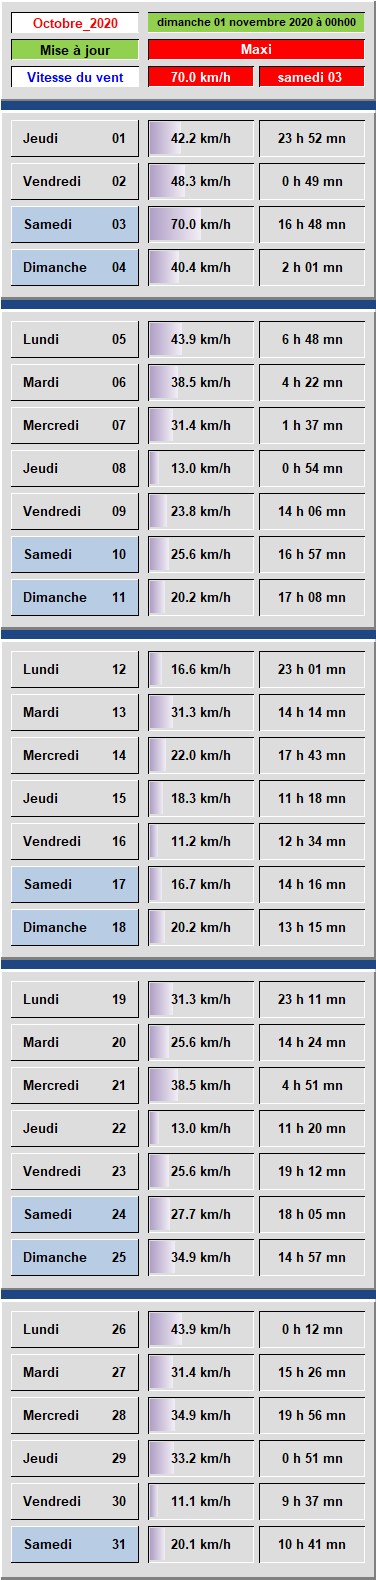 Octobre_2020 dimanche 01 novembre 2020 à 00h00
Mise à jour Maxi
Vitesse du vent 70.0 km/h samedi 03
Jeudi 01 42.2 km/h 23 h 52 mn
Vendredi 02 48.3 km/h 0 h 49 mn
Samedi 03 70.0 km/h 16 h 48 mn
Dimanche 04 40.4 km/h 2 h 01 mn
Lundi 05 43.9 km/h 6 h 48 mn
Mardi 06 38.5 km/h 4 h 22 mn
Mercredi 07 31.4 km/h 1 h 37 mn
Jeudi 08 13.0 km/h 0 h 54 mn
Vendredi 09 23.8 km/h 14 h 06 mn
Samedi 10 25.6 km/h 16 h 57 mn
Dimanche 11 20.2 km/h 17 h 08 mn
Lundi 12 16.6 km/h 23 h 01 mn
Mardi 13 31.3 km/h 14 h 14 mn
Mercredi 14 22.0 km/h 17 h 43 mn
Jeudi 15 18.3 km/h 11 h 18 mn
Vendredi 16 11.2 km/h 12 h 34 mn
Samedi 17 16.7 km/h 14 h 16 mn
Dimanche 18 20.2 km/h 13 h 15 mn
Lundi 19 31.3 km/h 23 h 11 mn
Mardi 20 25.6 km/h 14 h 24 mn
Mercredi 21 38.5 km/h 4 h 51 mn
Jeudi 22 13.0 km/h 11 h 20 mn
Vendredi 23 25.6 km/h 19 h 12 mn
Samedi 24 27.7 km/h 18 h 05 mn
Dimanche 25 34.9 km/h 14 h 57 mn
Lundi 26 43.9 km/h 0 h 12 mn
Mardi 27 31.4 km/h 15 h 26 mn
Mercredi 28 34.9 km/h 19 h 56 mn
Jeudi 29 33.2 km/h 0 h 51 mn
Vendredi 30 11.1 km/h 9 h 37 mn
Samedi 31 20.1 km/h 10 h 41 mn